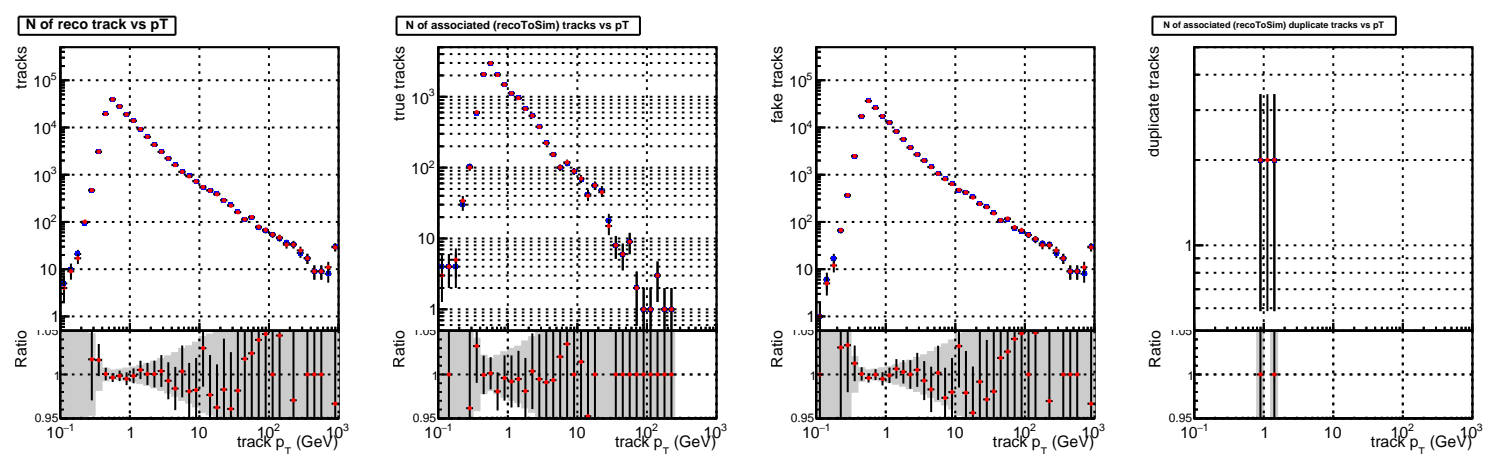 N of reco track vs pT
tracks
10^5
10^4
10^3
10^2
10
1
Ratio
1.05
1
0.95
10^-1 1 10 10^2 10^3
track p_T (GeV)
N of associated (recoToSim) tracks vs pT
true tracks
10^3
10^2
10
1
Ratio
1.05
1
0.95
10^-1 1 10 10^2 10^3
track p_T (GeV)
fake tracks
10^5
10^4
10^3
10^2
10
1
Ratio
1.05
1
0.95
10^-1 1 10 10^2 10^3
track p_T (GeV)
N of associated (recoToSim) duplicate tracks vs pT
duplicate tracks
1
Ratio
1.05
1
0.95
10^-1 1 10 10^2 10^3
track p_T (GeV)